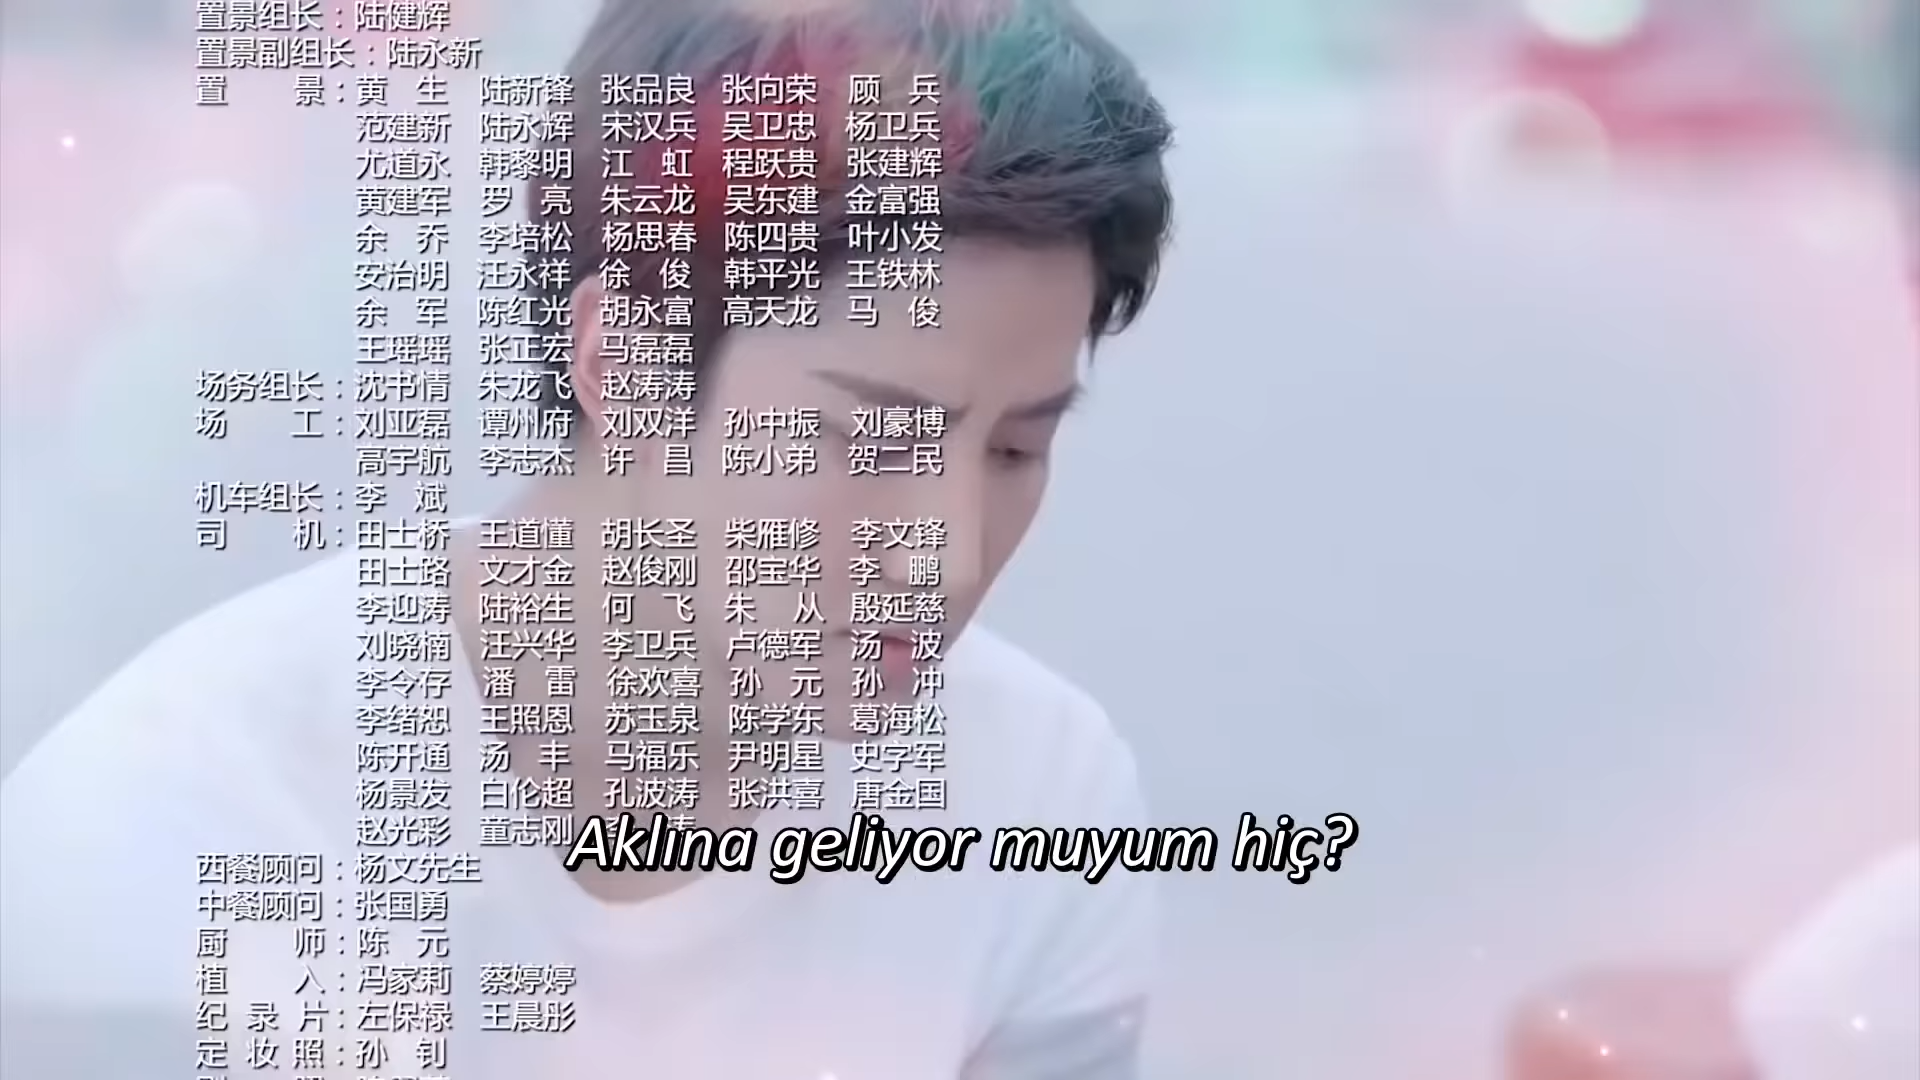 置景组长：陆健辉
置景副组长：陆永新
置景：黄生 陆新锋 张品良 张向荣 顾兵
范建新 陆永辉 宋汉兵 吴卫忠 杨卫兵
尤道永 韩黎明 江虹 程跃贵 张建辉
黄建军 罗亮 朱云龙 吴东建 金富强
余乔 李培松 杨思春 陈四贵 叶小发
安治明 汪永祥 徐俊 韩平光 王铁林
余军 陈红光 胡永富 高天龙 马俊
王瑶瑶 张正宏 马磊磊
场务组长：沈书情 朱龙飞 赵涛涛
场工：刘亚磊 谭州府 刘双洋 孙中振 刘豪博
高宇航 李志杰 许昌 陈小弟 贺二民
机车组长：李斌
司机：田士桥 王道懂 胡长圣 柴雁修 李文锋
田士路 文才金 赵俊刚 邵宝华 李鹏
李迎涛 陆裕生 何飞 朱从 殷延慈
刘晓楠 汪兴华 李卫兵 卢德军 汤波
李令存 潘雷 徐欢喜 孙元 孙冲
李绪恕 王照恩 苏玉泉 陈学东 葛海松
陈开通 汤丰 马福乐 尹明星 史字军
杨景发 白伦超 孔波涛 张洪喜 唐金国
赵光彩 童志刚
Aklına geliyor muyum hiç?
西餐顾问：杨文先生
中餐顾问：张国勇
厨师：陈元
植入：冯家莉 蔡婷婷
纪录片：左保禄 王晨彤
定妆照：孙钊